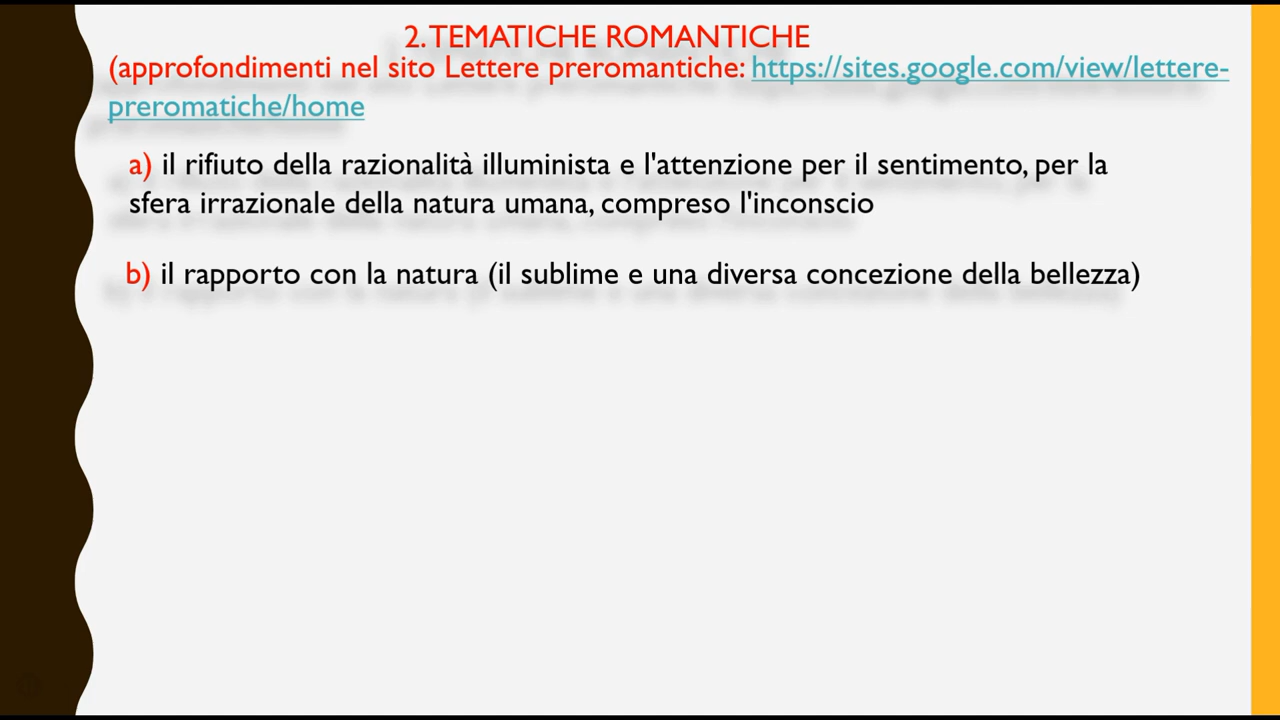 2. TEMATICHE ROMANTICHE
(approfondimenti nel sito Lettere preromantiche: https://sites.google.com/view/lettere-
preromatiche/home
a) il rifiuto della razionalità illuminista e l'attenzione per il sentimento, per la
sfera irrazionale della natura umana, compreso l'inconscio
b) il rapporto con la natura (il sublime e una diversa concezione della bellezza)